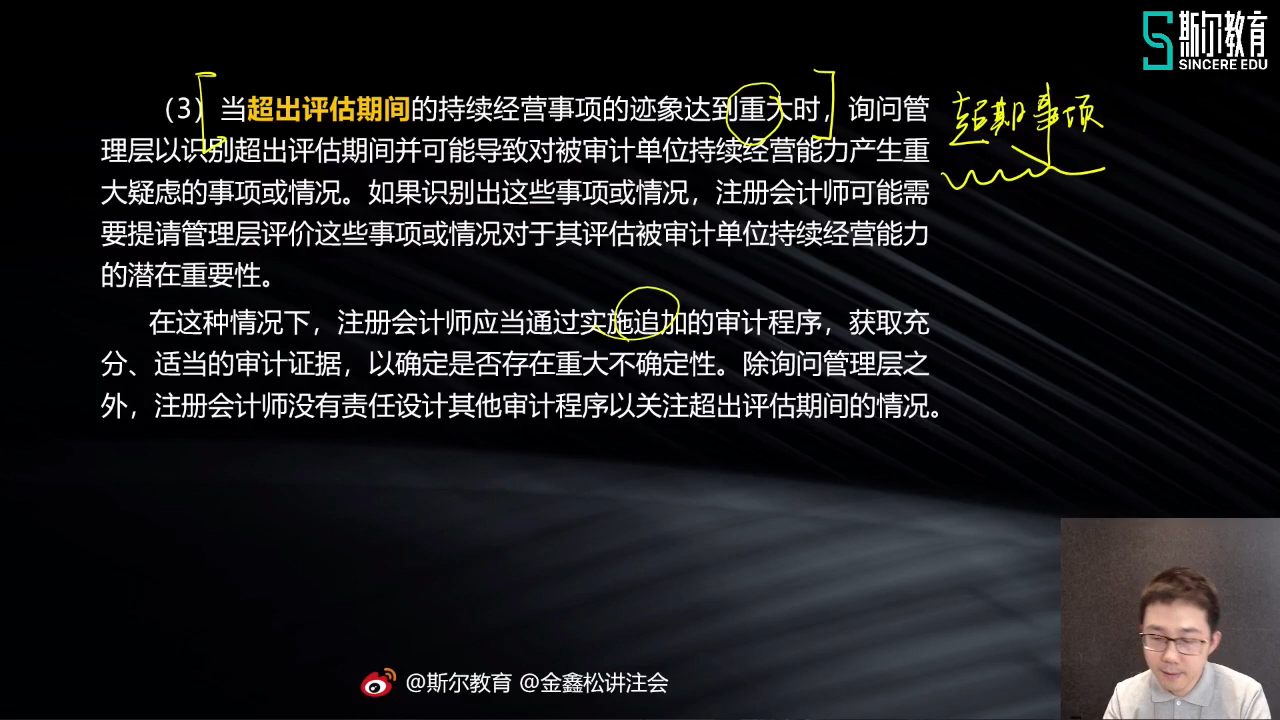 斯尔教育
SINCERE EDU
（3）当超出评估期间的持续经营事项的迹象达到重大时，询问管
理层以识别超出评估期间并可能导致对被审计单位持续经营能力产生重
大疑虑的事项或情况。如果识别出这些事项或情况，注册会计师可能需
要提请管理层评价这些事项或情况对于其评估被审计单位持续经营能力
的潜在重要性。
超期事项
在这种情况下，注册会计师应当通过实施追加的审计程序，获取充
分、适当的审计证据，以确定是否存在重大不确定性。除询问管理层之
外，注册会计师没有责任设计其他审计程序以关注超出评估期间的情况。
@斯尔教育 @金鑫松讲注会